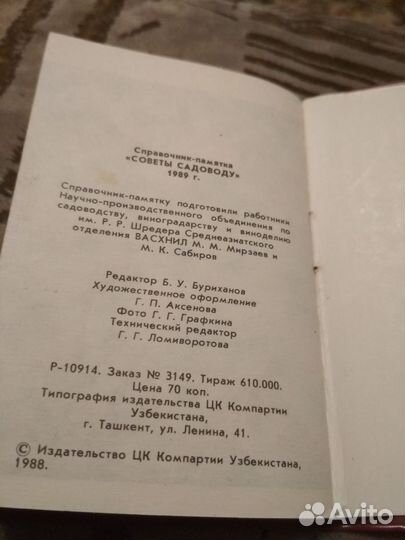 Справочник-памятка
«СОВЕТЫ САДОВОДУ»
1989 г.
Справочник-памятку подготовили работники
Научно-производственного объединения по
садоводству, виноградарству и виноделию
им. Р. Р. Шредера Среднеазиатского
отделения ВАСХНИЛ М. М. Мирзаев и
М. К. Сабиров
Редактор Б. У. Буриханов
Художественное оформление
Г. П. Аксенова
Фото Г. Г. Графкина
Технический редактор
Г. Г. Ломиворотова
Р-10914. Заказ № 3149. Тираж 610.000.
Цена 70 коп.
Типография издательства ЦК Компартии
Узбекистана,
г. Ташкент, ул. Ленина, 41.
© Издательство ЦК Компартии Узбекистана,
1988.
Avito